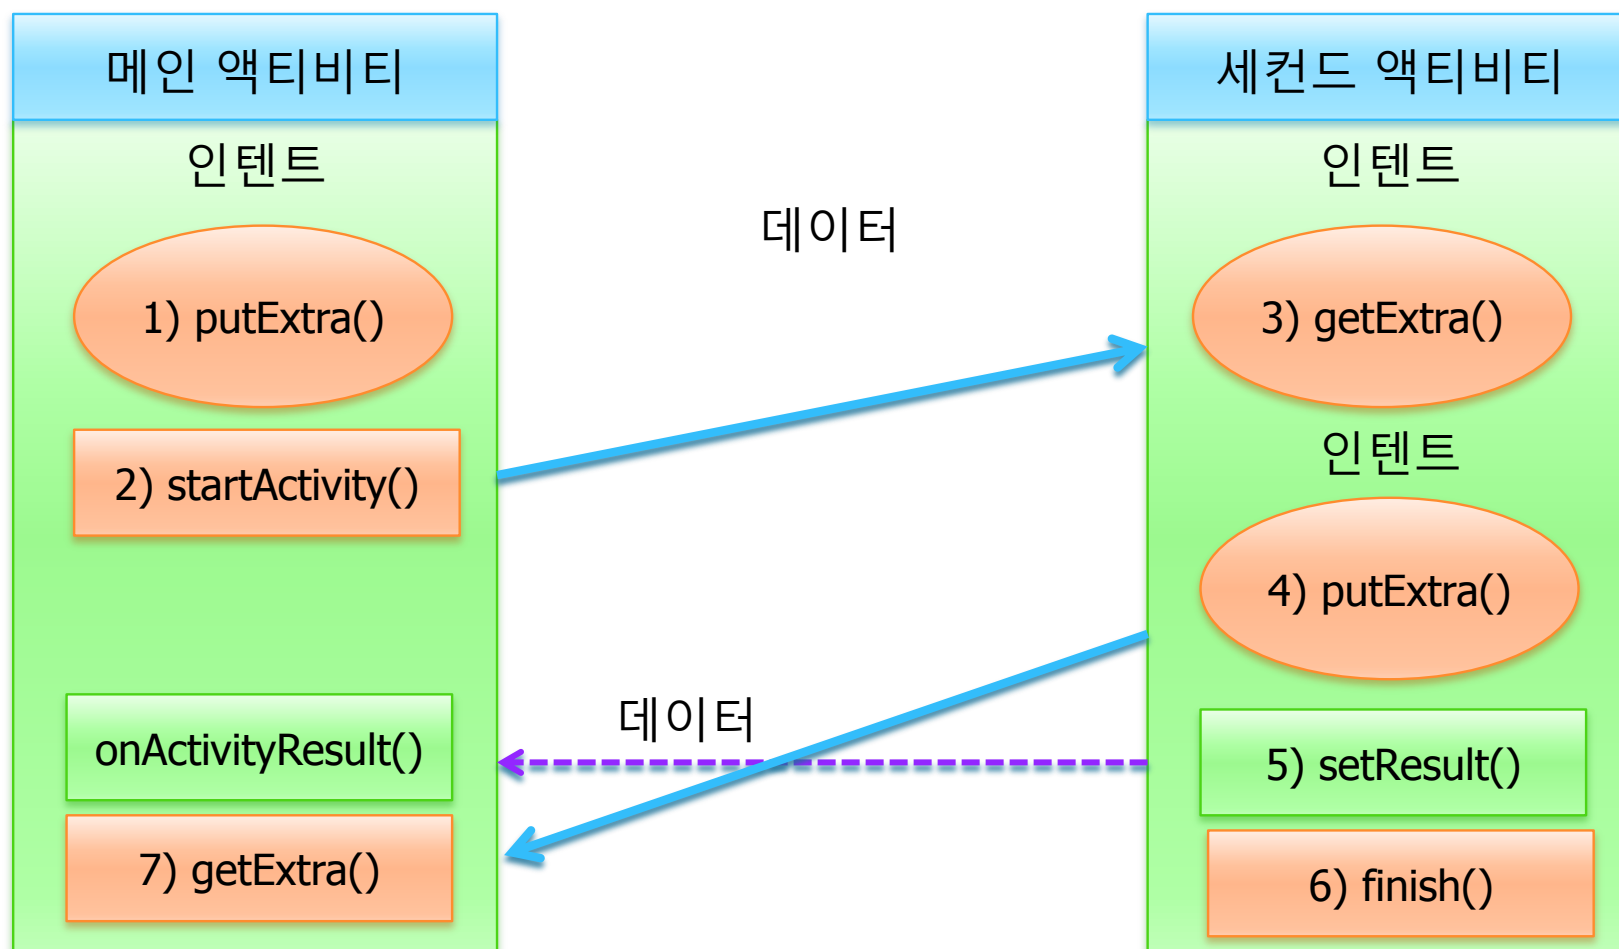 메인 액티비티
인텐트
1) putExtra()
2) startActivity()
onActivityResult()
7) getExtra()
데이터
데이터
세컨드 액티비티
인텐트
3) getExtra()
인텐트
4) putExtra()
5) setResult()
6) finish()